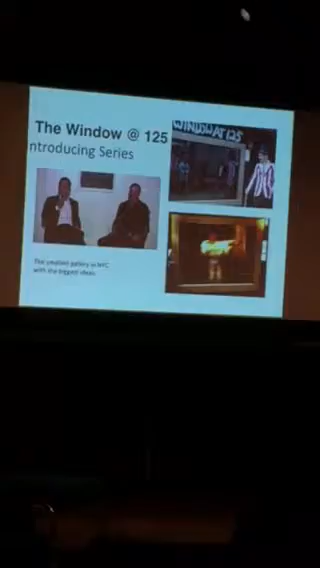 The Window @ 125
ntroducing Series
WINDOW AT 125
The smallest gallery in NYC
with the biggest ideas